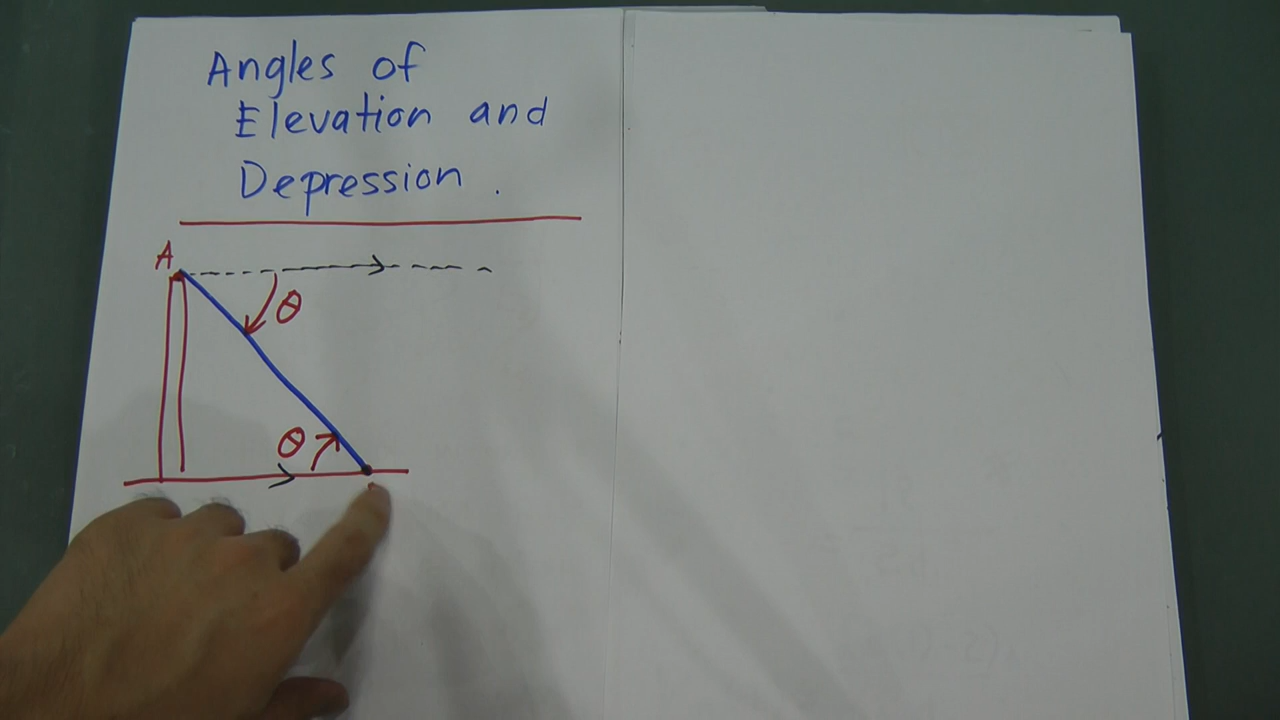 Angles of
Elevation and
Depression.
A
θ
θ